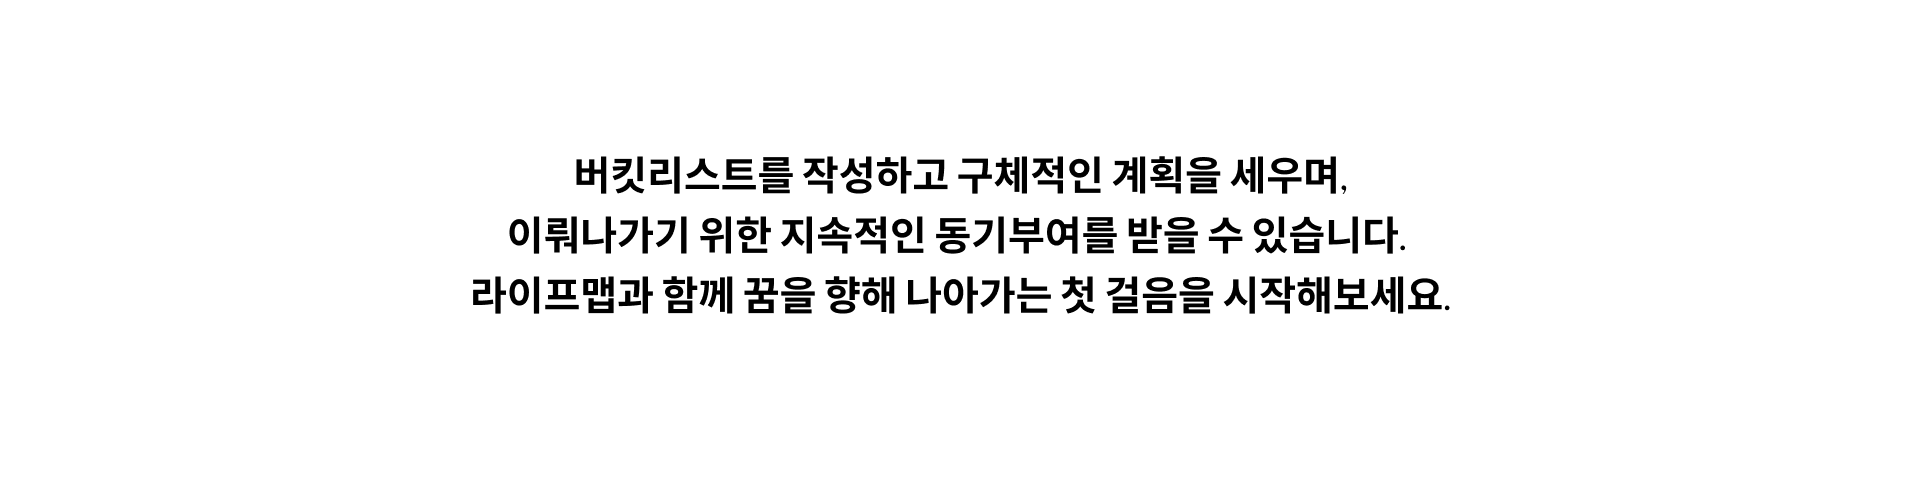 버킷리스트를 작성하고 구체적인 계획을 세우며,
이뤄나가기 위한 지속적인 동기부여를 받을 수 있습니다.
라이프맵과 함께 꿈을 향해 나아가는 첫 걸음을 시작해보세요.